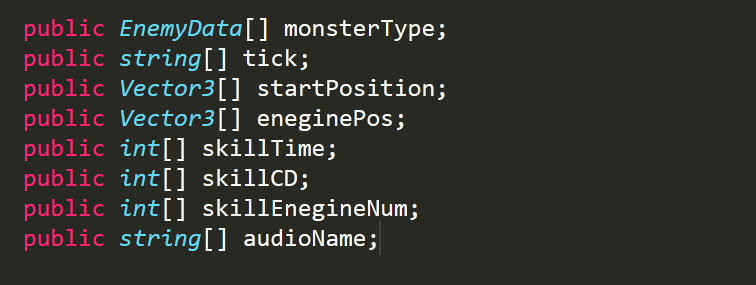 public EnemyData[] monsterType;
public string[] tick;
public Vector3[] startPosition;
public Vector3[] eneginePos;
public int[] skillTime;
public int[] skillCD;
public int[] skillEnegineNum;
public string[] audioName;